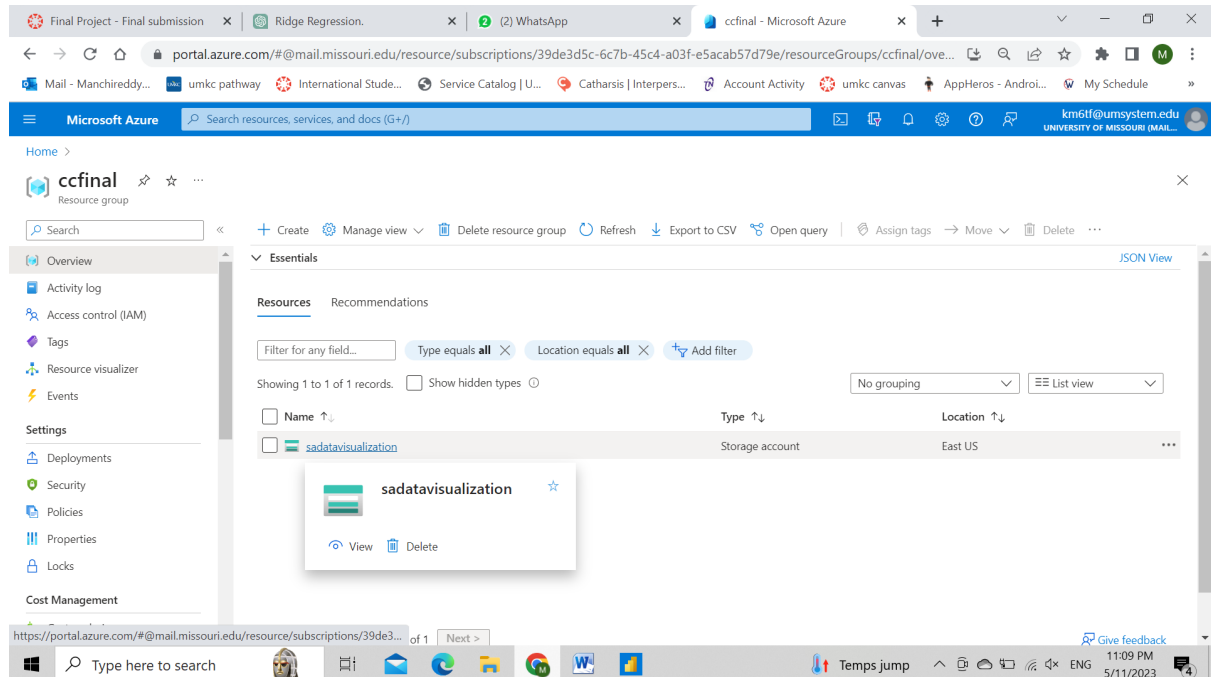 Final Project - Final submission
Ridge Regression.
2 (2) WhatsApp
ccfinal - Microsoft Azure
portal.azure.com/#@mail.missouri.edu/resource/subscriptions/39de3d5c-6c7b-45c4-a03f-e5acab57d79e/resourceGroups/ccfinal/ove...
M
Mail - Manchireddy...
umkc pathway
International Stude...
Service Catalog | U...
Catharsis | Interpers...
Account Activity
umkc canvas
AppHeros - Androi...
My Schedule
»
Microsoft Azure
Search resources, services, and docs (G+/)
km6tf@umsystem.edu
UNIVERSITY OF MISSOURI (MAIL...
Home >
ccfinal
...
Resource group
Search
«
+ Create
Manage view
Delete resource group
Refresh
Export to CSV
Open query
Assign tags
Move
Delete
...
Overview
Activity log
Access control (IAM)
Tags
Resource visualizer
Events
Settings
Deployments
Security
Policies
Properties
Locks
Cost Management
Essentials
JSON View
Resources
Recommendations
Filter for any field...
Type equals all
Location equals all
Add filter
Showing 1 to 1 of 1 records.
Show hidden types
No grouping
List view
Name ↑↓
Type ↑↓
Location ↑↓
sadatavisualization
Storage account
East US
...
sadatavisualization
View
Delete
https://portal.azure.com/#@mail.missouri.edu/resource/subscriptions/39de3...
of 1
Next >
Give feedback
Type here to search
Temps jump
ENG
11:09 PM
5/11/2023
4